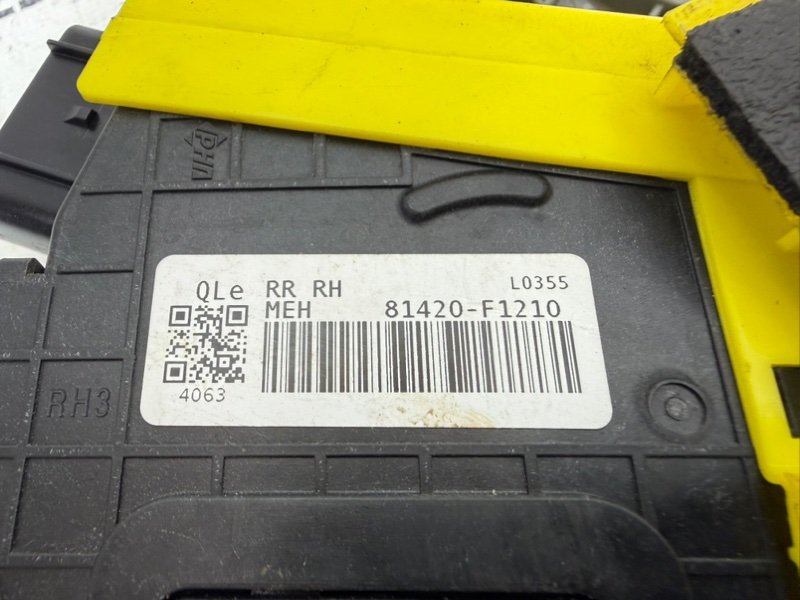 QLe RR RH L0355
MEH 81420-F1210
4063
RH3